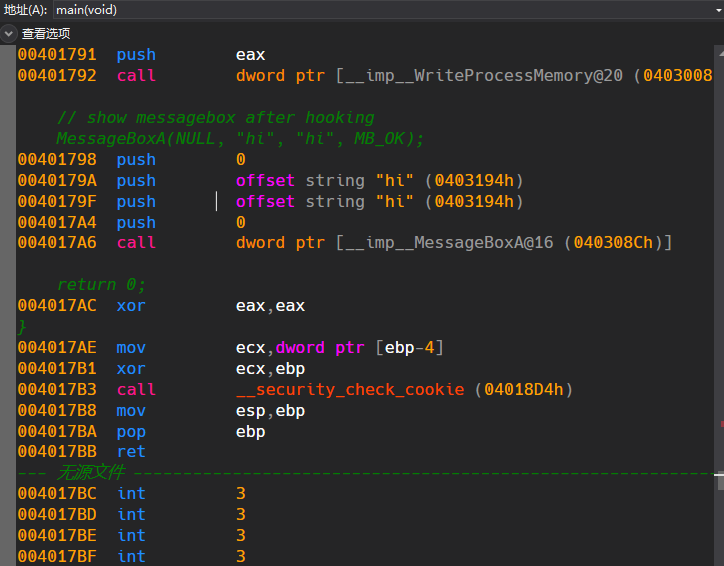 地址(A): main(void)
查看选项
00401791 push eax
00401792 call dword ptr [__imp__WriteProcessMemory@20 (0403008
// show messagebox after hooking
MessageBoxA(NULL, "hi", "hi", MB_OK);
00401798 push 0
0040179A push offset string "hi" (0403194h)
0040179F push offset string "hi" (0403194h)
004017A4 push 0
004017A6 call dword ptr [__imp__MessageBoxA@16 (040308Ch)]
return 0;
004017AC xor eax,eax
}
004017AE mov ecx,dword ptr [ebp-4]
004017B1 xor ecx,ebp
004017B3 call __security_check_cookie (04018D4h)
004017B8 mov esp,ebp
004017BA pop ebp
004017BB ret
--- 无源文件 -----------------------------------------------------------
004017BC int 3
004017BD int 3
004017BE int 3
004017BF int 3